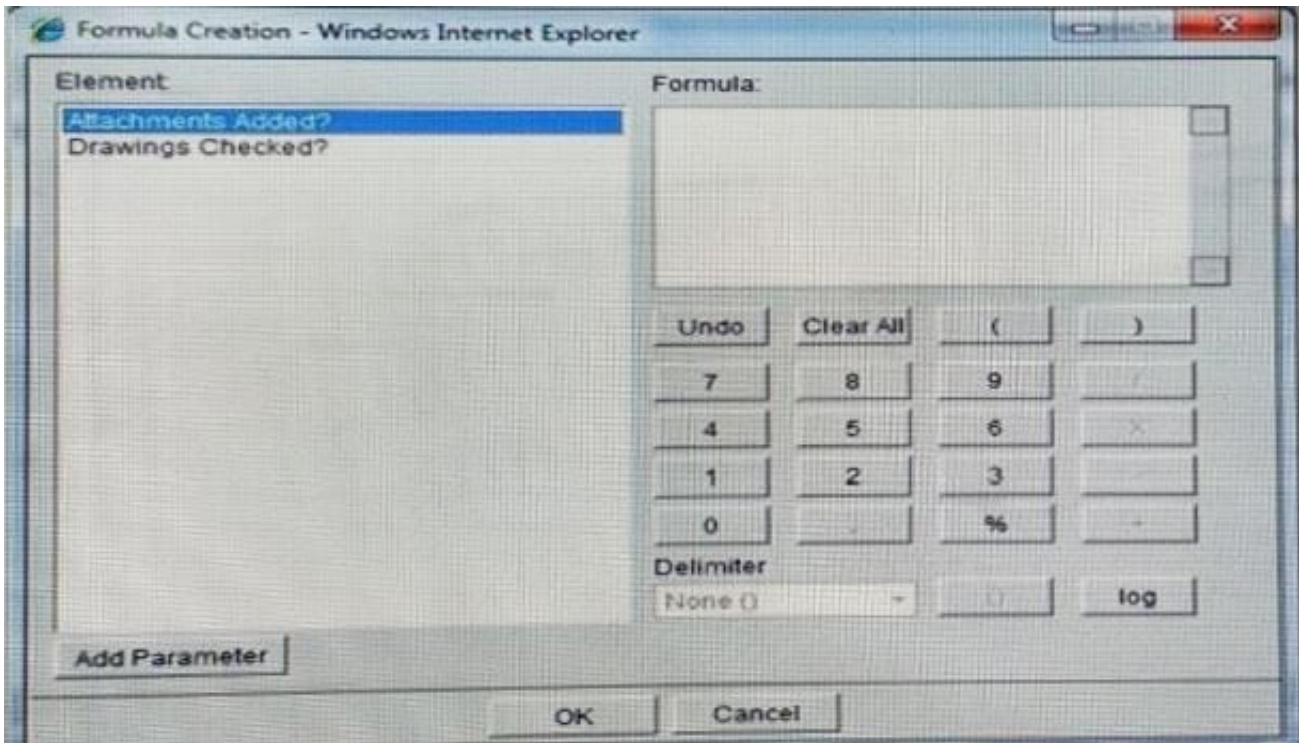 Formula Creation - Windows Internet Explorer
Element
Formula:
Attachments Added?
Drawings Checked?
Undo Clear All ( )
7 8 9 /
4 5 6 X
1 2 3
0 . % +
Delimiter
None () () log
Add Parameter
OK Cancel